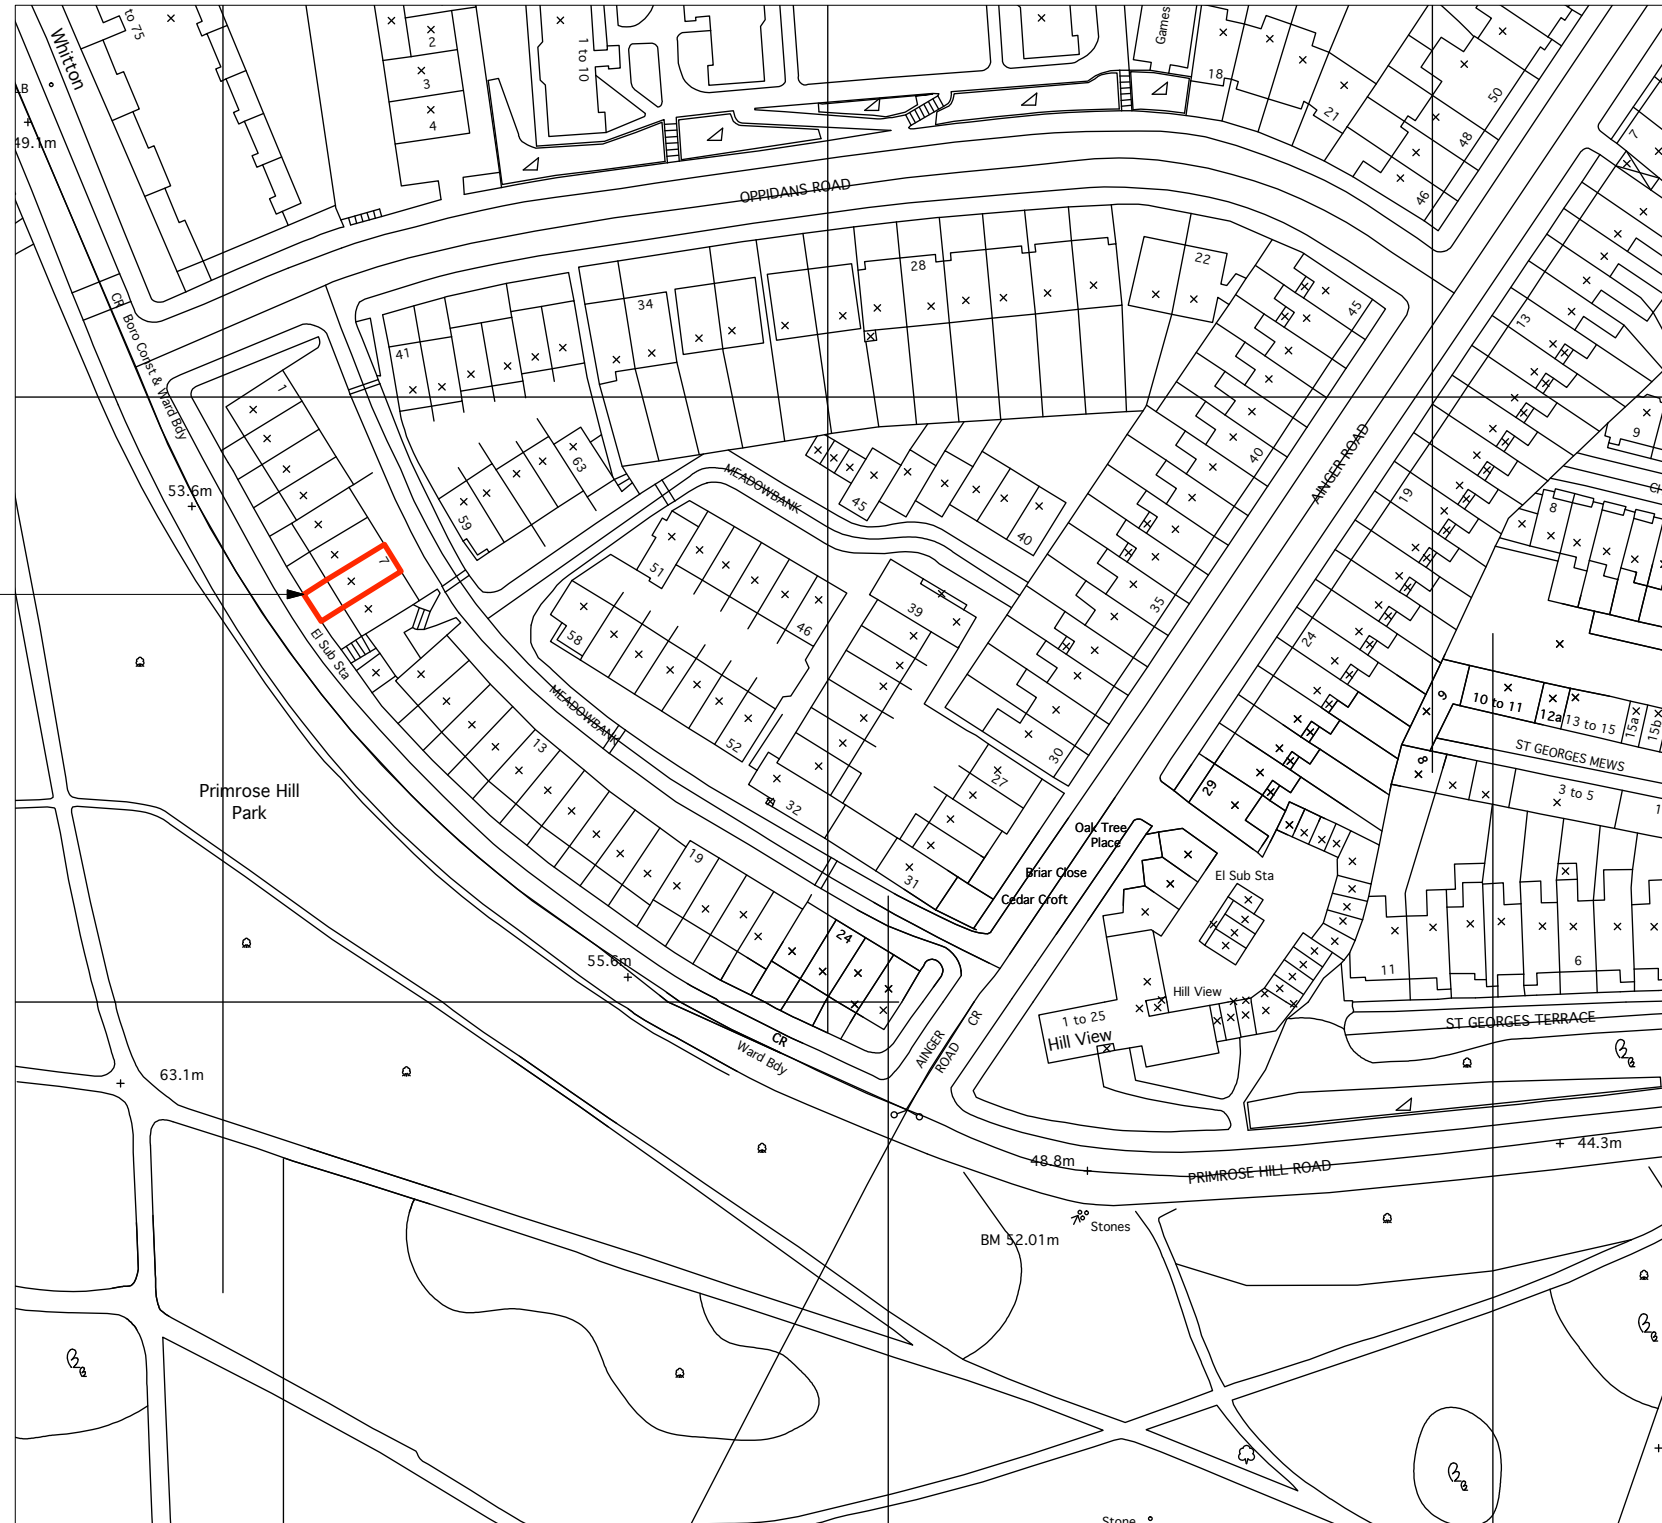 to 75
Whitton
2
3
4
1 to 10
Games
18
21
50
48
46
7
LB
49.1m
OPPIDANS ROAD
CR
Boro Const & Ward Bdy
41
34
28
22
45
13
1
53.6m
59
63
MEADOWBANK
45
40
40
AINGER ROAD
19
9
8
7
El Sub Sta
51
46
58
52
39
35
24
MEADOWBANK
13
30
27
32
31
9
10 to 11
12a
13 to 15
15a
15b
ST GEORGES MEWS
8
3 to 5
29
Primrose Hill
Park
19
24
Oak Tree
Place
Briar Close
Cedar Croft
El Sub Sta
55.6m
11
6
Hill View
1 to 25
Hill View
ST GEORGES TERRACE
CR
Ward Bdy
AINGER
ROAD
CR
63.1m
48.8m
PRIMROSE HILL ROAD
44.3m
Stones
BM 52.01m
Stone